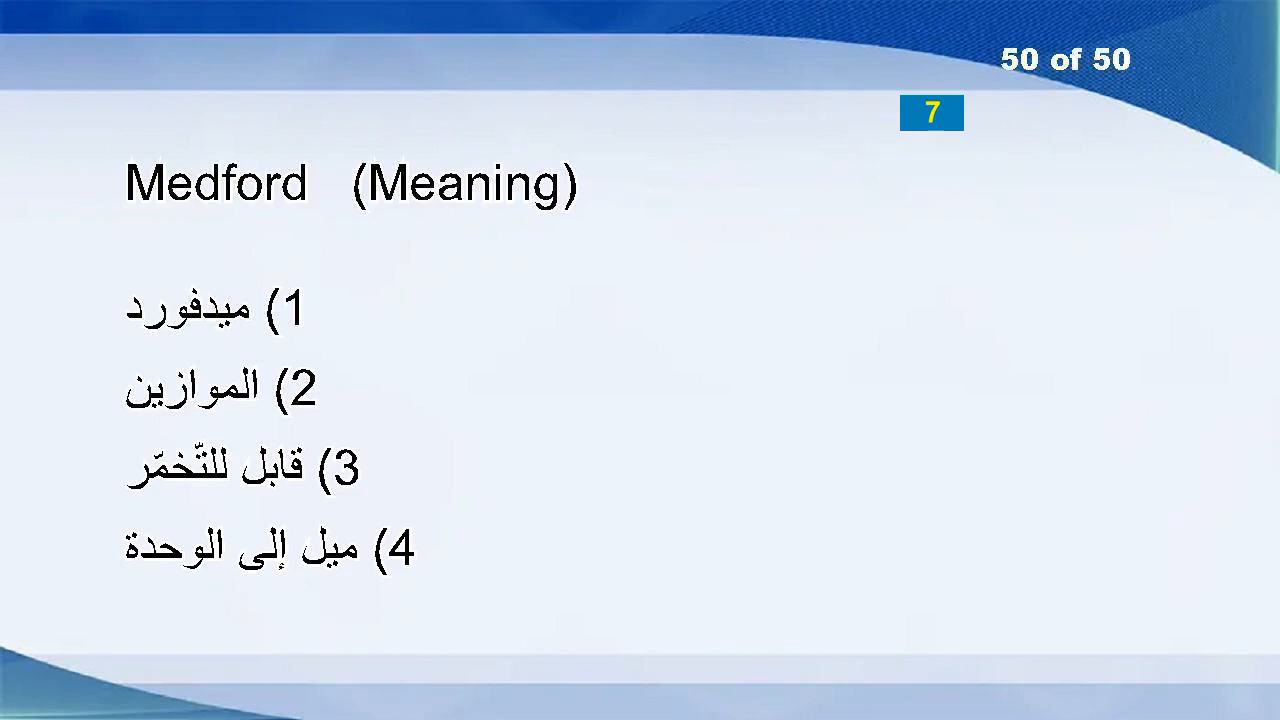 50 of 50
7
Medford (Meaning)
1) ميدفورد
2) الموازين
3) قابل للتّخمّر
4) ميل إلى الوحدة